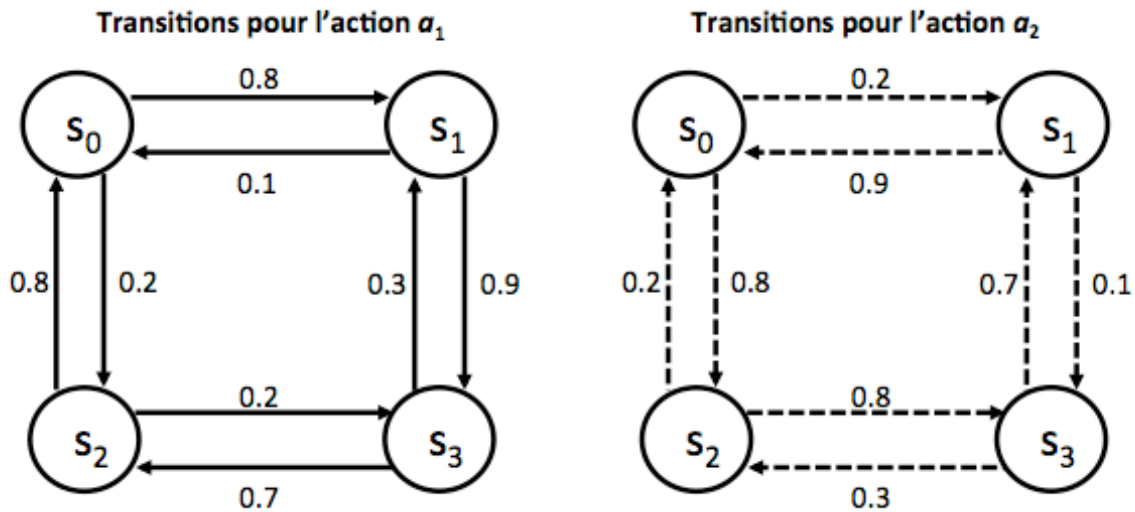 Transitions pour l'action a₁
0.8
S₀
S₁
0.1
0.8
0.2
0.3
0.9
0.2
S₂
S₃
0.7
Transitions pour l'action a₂
0.2
S₀
S₁
0.9
0.2
0.8
0.7
0.1
0.8
S₂
S₃
0.3